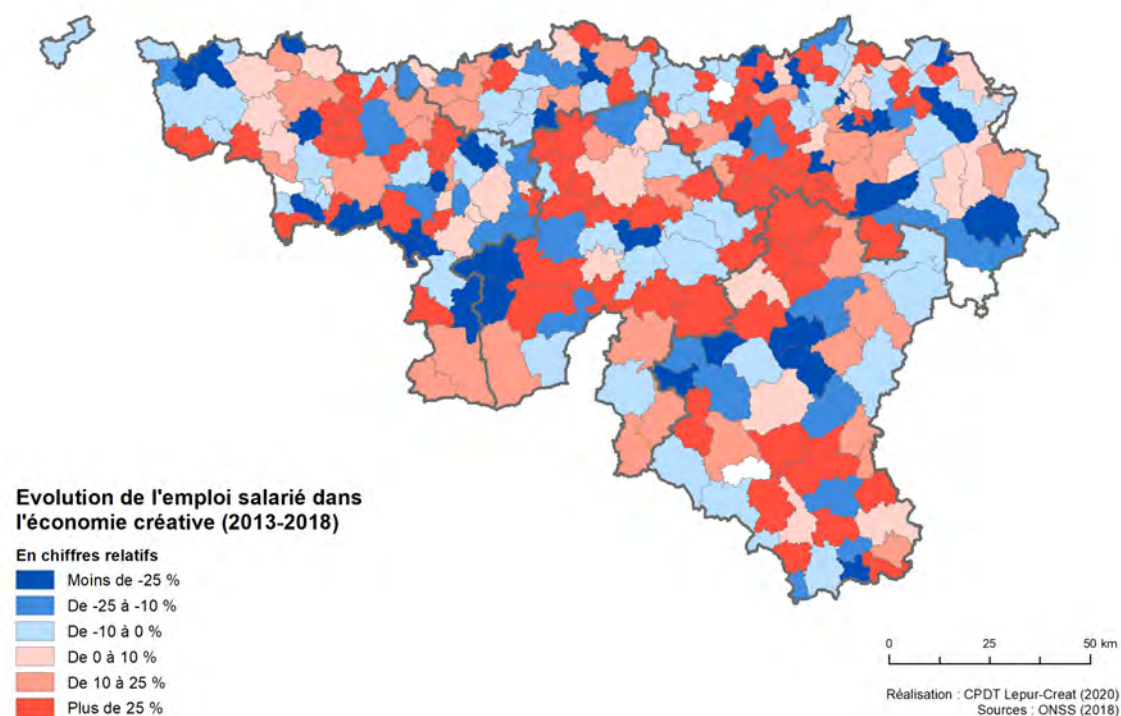 Evolution de l'emploi salarié dans
l'économie créative (2013-2018)
En chiffres relatifs
Moins de -25 %
De -25 à -10 %
De -10 à 0 %
De 0 à 10 %
De 10 à 25 %
Plus de 25 %
0 25 50 km
Réalisation : CPDT Lepur-Creat (2020)
Sources : ONSS (2018)